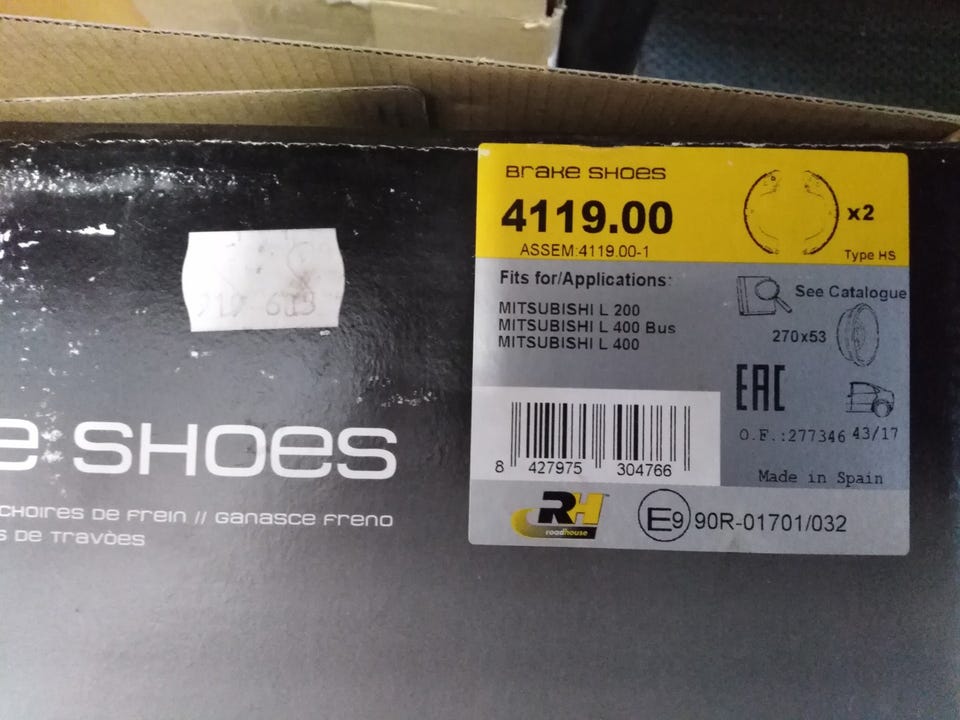 BRAKE SHOES
4119.00
ASSEM:4119.00-1
x2
Type HS
Fits for/Applications:
MITSUBISHI L 200
MITSUBISHI L 400 Bus
MITSUBISHI L 400
See Catalogue
270x53
EAC
O.F.:277346 43/17
8 427975 304766
Made in Spain
RH
roadhouse
E9 90R-01701/032
e SHOES
CHOIRES DE FREIN // GANASCE FRENO
S DE TRAVÕES